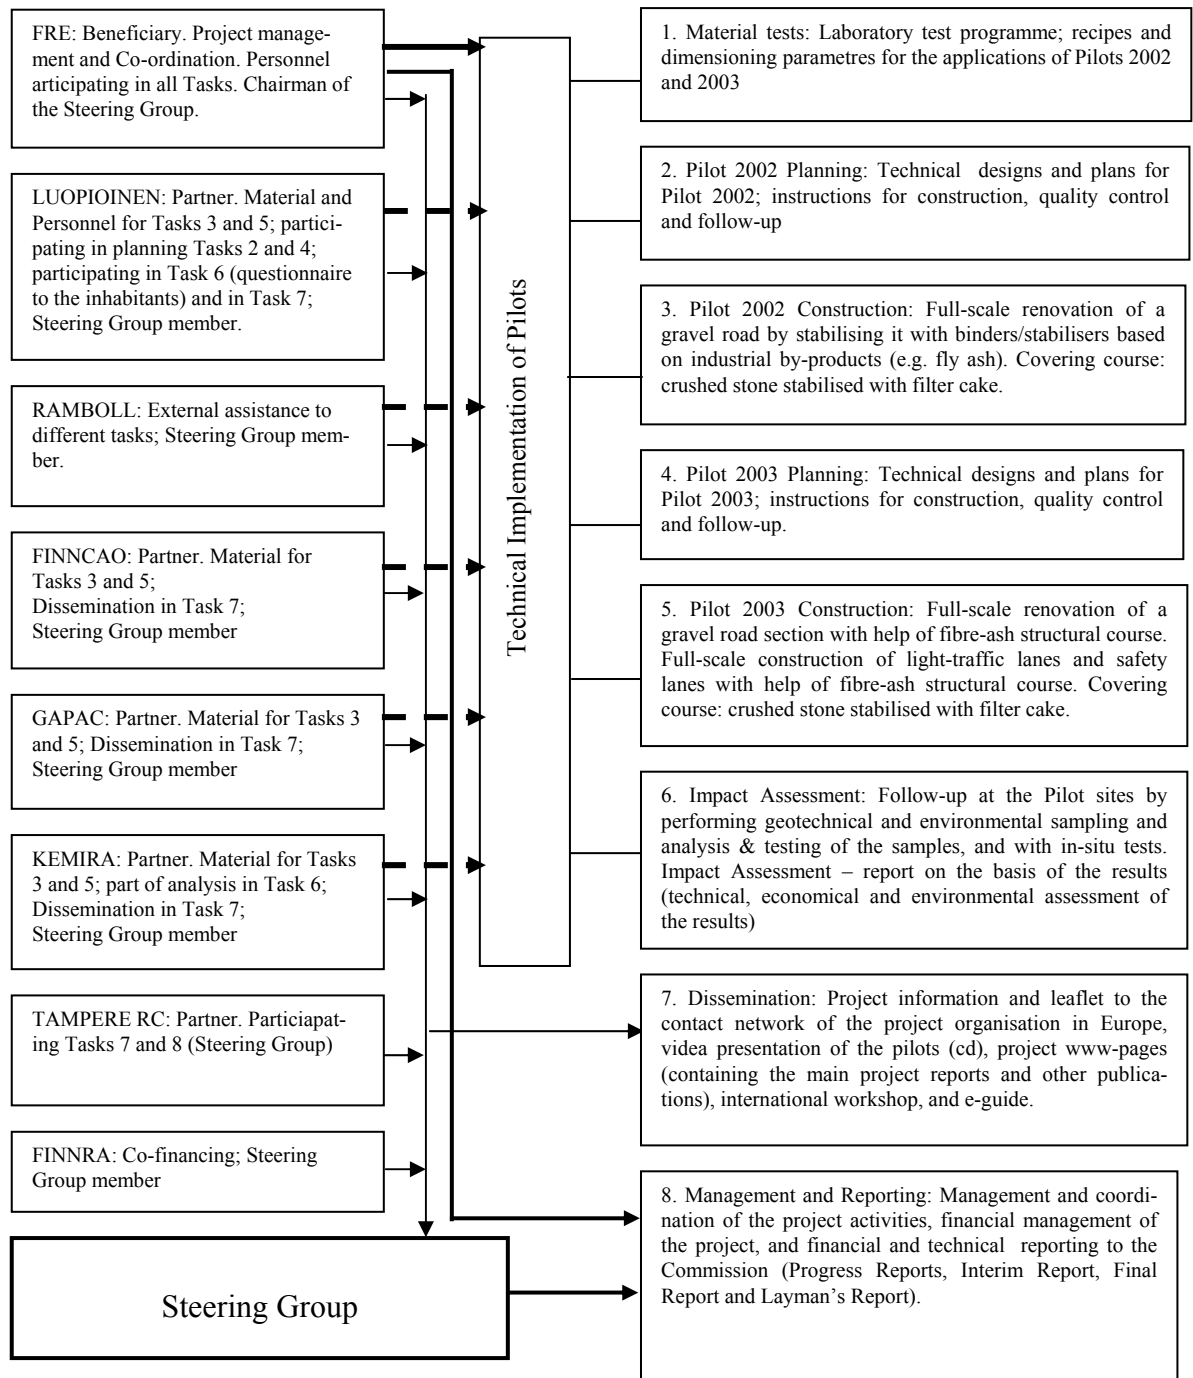 FRE: Beneficiary. Project manage-
ment and Co-ordination. Personnel
articipating in all Tasks. Chairman of
the Steering Group.
LUOPIOINEN: Partner. Material and
Personnel for Tasks 3 and 5; partici-
pating in planning Tasks 2 and 4;
participating in Task 6 (questionnaire
to the inhabitants) and in Task 7;
Steering Group member.
RAMBOLL: External assistance to
different tasks; Steering Group mem-
ber.
FINNCAO: Partner. Material for
Tasks 3 and 5;
Dissemination in Task 7;
Steering Group member
GAPAC: Partner. Material for Tasks 3
and 5; Dissemination in Task 7;
Steering Group member
KEMIRA: Partner. Material for Tasks
3 and 5; part of analysis in Task 6;
Dissemination in Task 7;
Steering Group member
TAMPERE RC: Partner. Particiapat-
ing Tasks 7 and 8 (Steering Group)
FINNRA: Co-financing; Steering
Group member
Steering Group
Technical Implementation of Pilots
1. Material tests: Laboratory test programme; recipes and
dimensioning parametres for the applications of Pilots 2002
and 2003
2. Pilot 2002 Planning: Technical designs and plans for
Pilot 2002; instructions for construction, quality control
and follow-up
3. Pilot 2002 Construction: Full-scale renovation of a
gravel road by stabilising it with binders/stabilisers based
on industrial by-products (e.g. fly ash). Covering course:
crushed stone stabilised with filter cake.
4. Pilot 2003 Planning: Technical designs and plans for
Pilot 2003; instructions for construction, quality control
and follow-up.
5. Pilot 2003 Construction: Full-scale renovation of a
gravel road section with help of fibre-ash structural course.
Full-scale construction of light-traffic lanes and safety
lanes with help of fibre-ash structural course. Covering
course: crushed stone stabilised with filter cake.
6. Impact Assessment: Follow-up at the Pilot sites by
performing geotechnical and environmental sampling and
analysis & testing of the samples, and with in-situ tests.
Impact Assessment – report on the basis of the results
(technical, economical and environmental assessment of
the results)
7. Dissemination: Project information and leaflet to the
contact network of the project organisation in Europe,
videa presentation of the pilots (cd), project www-pages
(containing the main project reports and other publica-
tions), international workshop, and e-guide.
8. Management and Reporting: Management and coordi-
nation of the project activities, financial management of
the project, and financial and technical reporting to the
Commission (Progress Reports, Interim Report, Final
Report and Layman's Report).